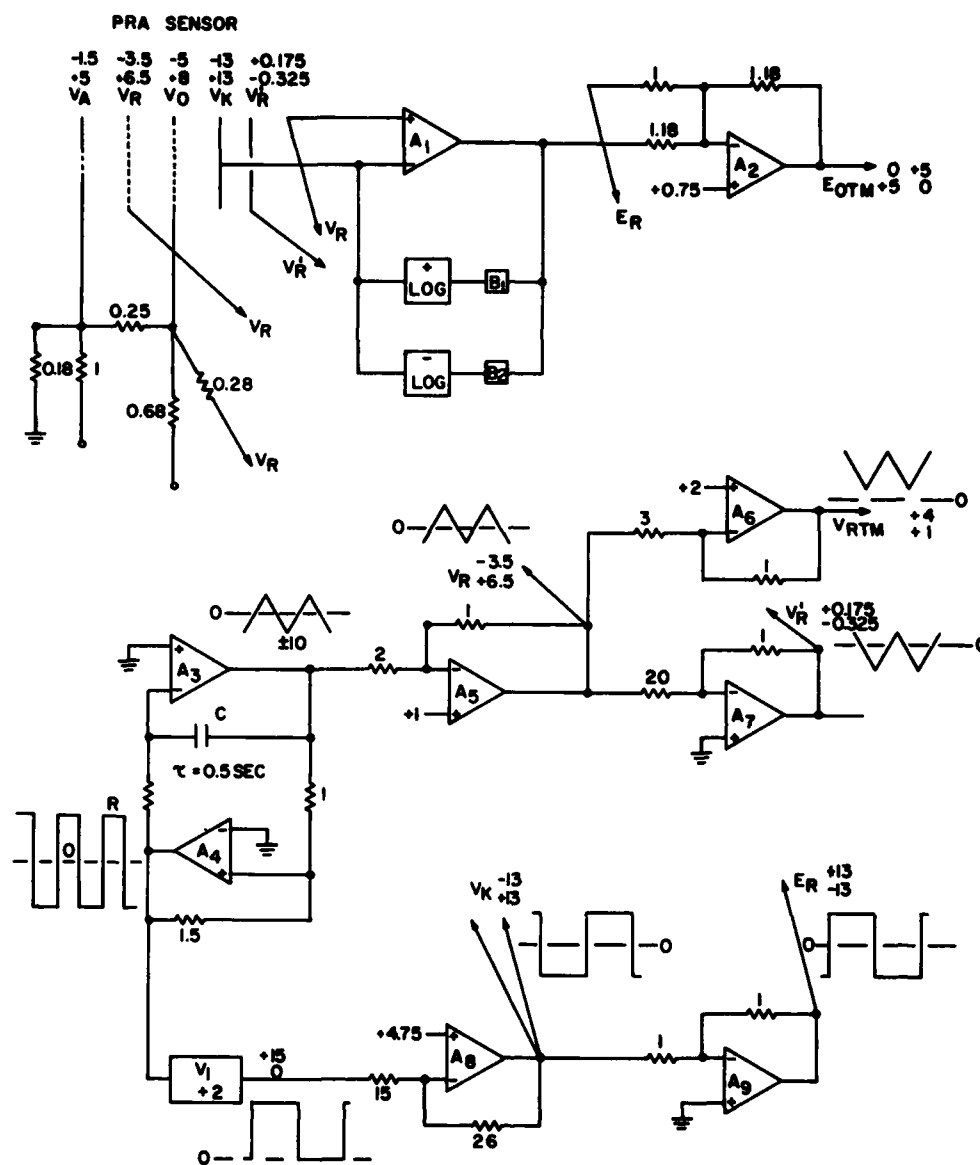 PRA SENSOR
-1.5 -3.5 -5 -13 +0.175
+5 +6.5 +8 +13 -0.325
VA VR VO VK V'R
+
A1
-
1
1.18
1.18
-
A2
+0.75 +
EOTM
0 +5
+5 0
ER
VR
V'R
+
LOG
B1
-
LOG
B2
VR
0.25
0.18
1
0.28
0.68
VR
+2 +
A6
-
3
1
0
VRTM
+4
+1
0
-3.5
VR +6.5
1
2
-
A5
+1 +
V'R
+0.175
-0.325
1
0
20
-
A7
+
0
±10
+
A3
-
C
τ = 0.5 SEC
1
R
0
-
A4
+
1.5
VK
-13
+13
0
ER
+13
-13
0
+4.75 +
A8
-
15
26
1
1
-
A9
+
V1
+2
+15
0
0